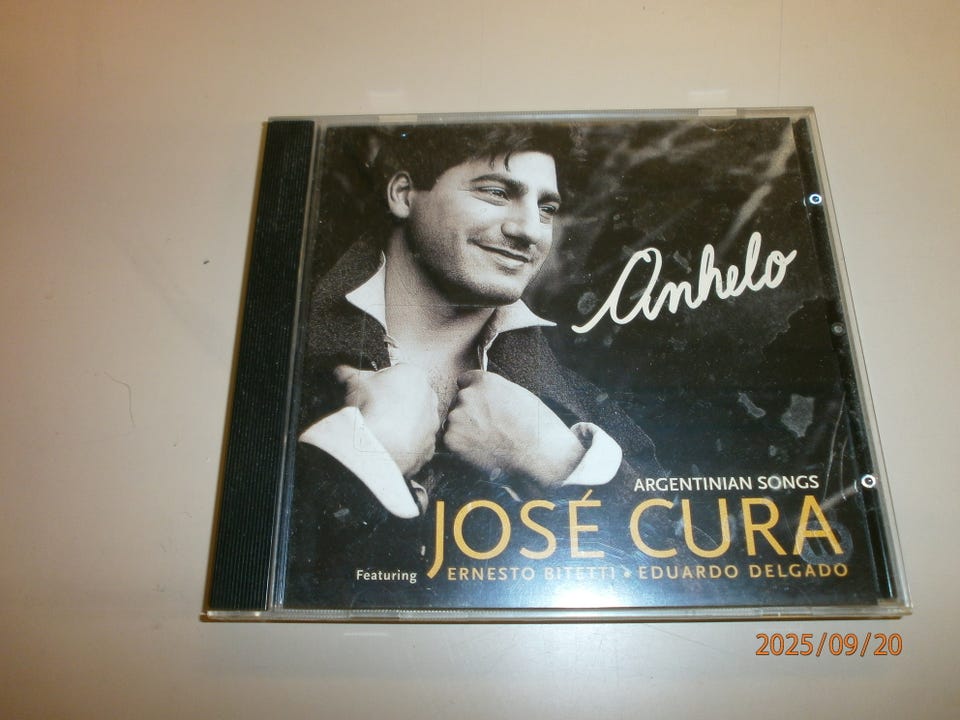 Anhelo
ARGENTINIAN SONGS
JOSÉ CURA
Featuring ERNESTO BITETTI • EDUARDO DELGADO
2025/09/20